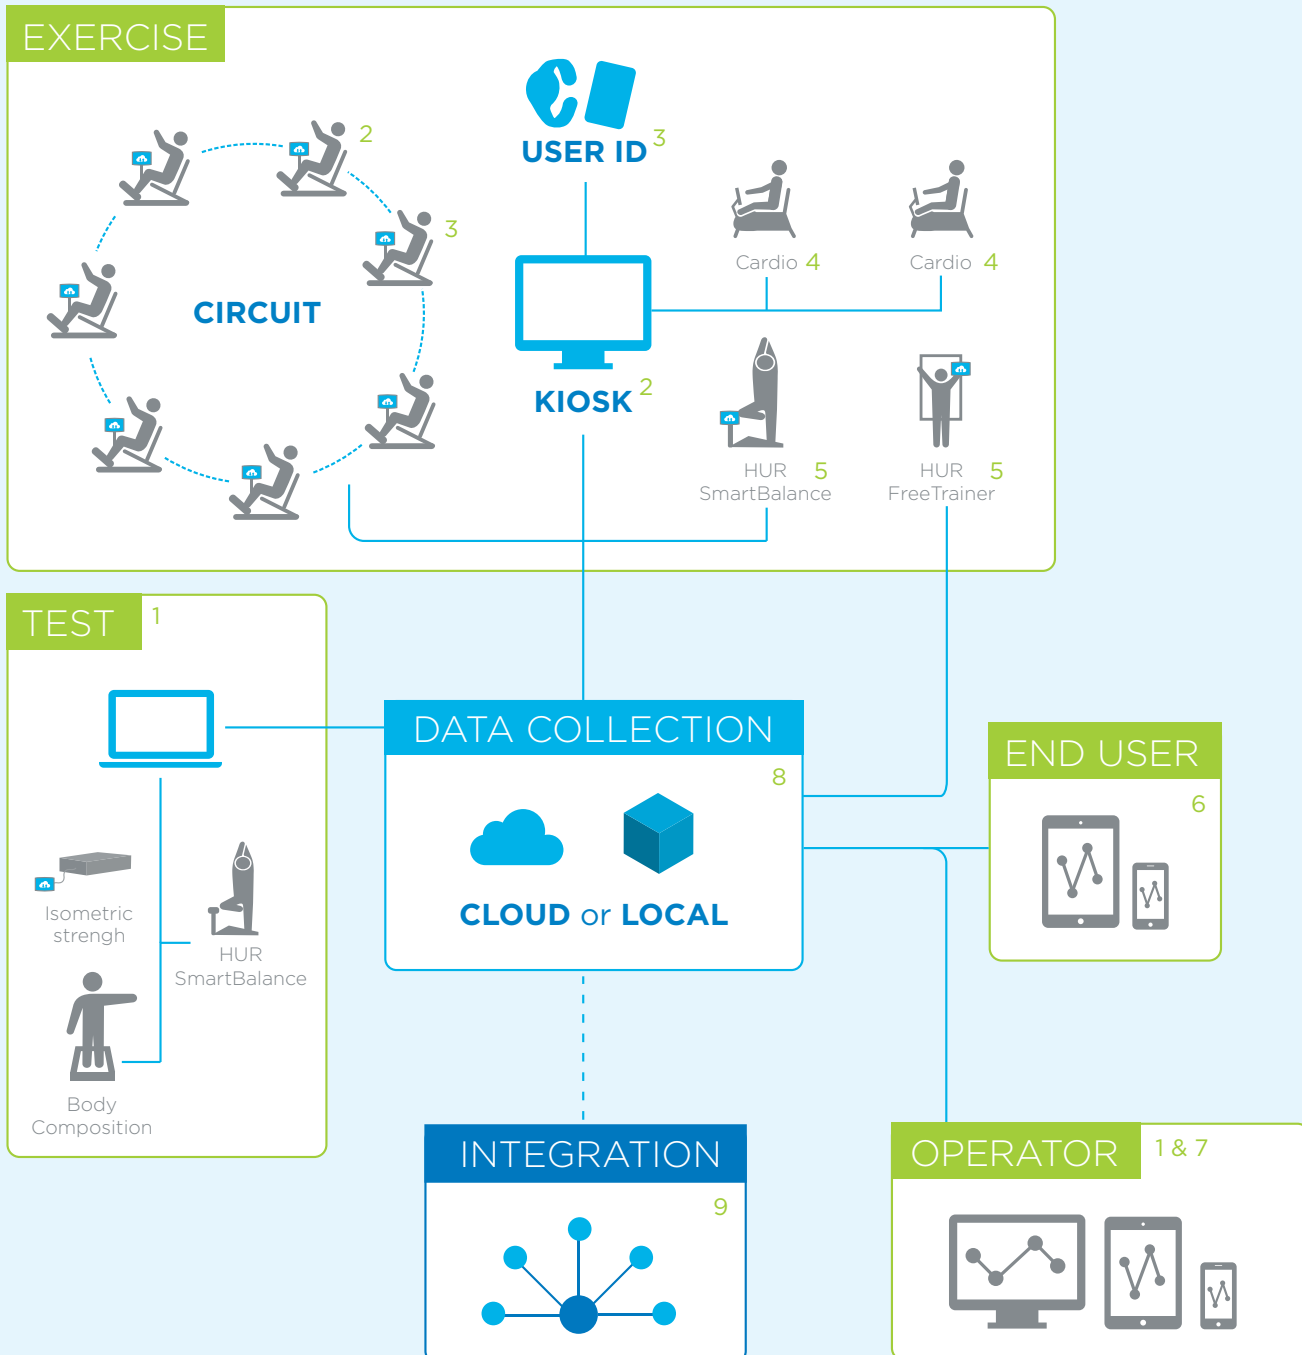 EXERCISE
2
3
CIRCUIT
USER ID 3
KIOSK 2
Cardio 4
Cardio 4
HUR 5
SmartBalance
HUR 5
FreeTrainer
TEST 1
Isometric
strengh
HUR
SmartBalance
Body
Composition
DATA COLLECTION
8
CLOUD or LOCAL
END USER
6
INTEGRATION
9
OPERATOR 1 & 7